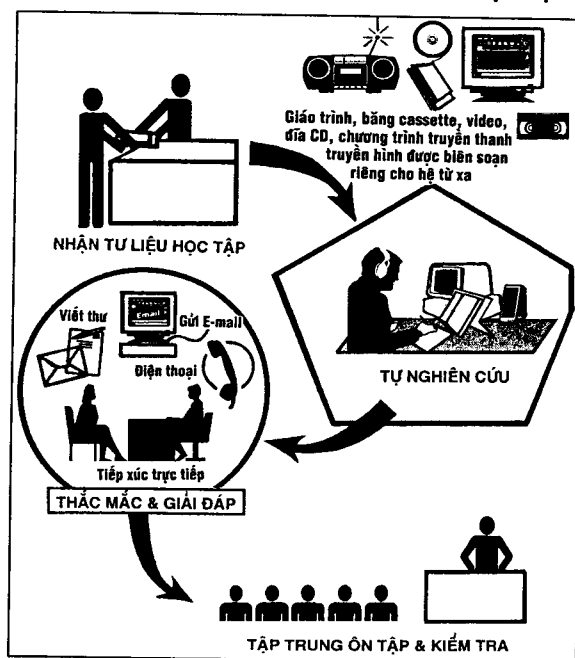 Giáo trình, băng cassette, video,
đĩa CD, chương trình truyền thanh
truyền hình được biên soạn
riêng cho hệ từ xa
NHẬN TƯ LIỆU HỌC TẬP
TỰ NGHIÊN CỨU
Viết thư
E-mail
Gửi E-mail
Điện thoại
Tiếp xúc trực tiếp
THẮC MẮC & GIẢI ĐÁP
TẬP TRUNG ÔN TẬP & KIỂM TRA